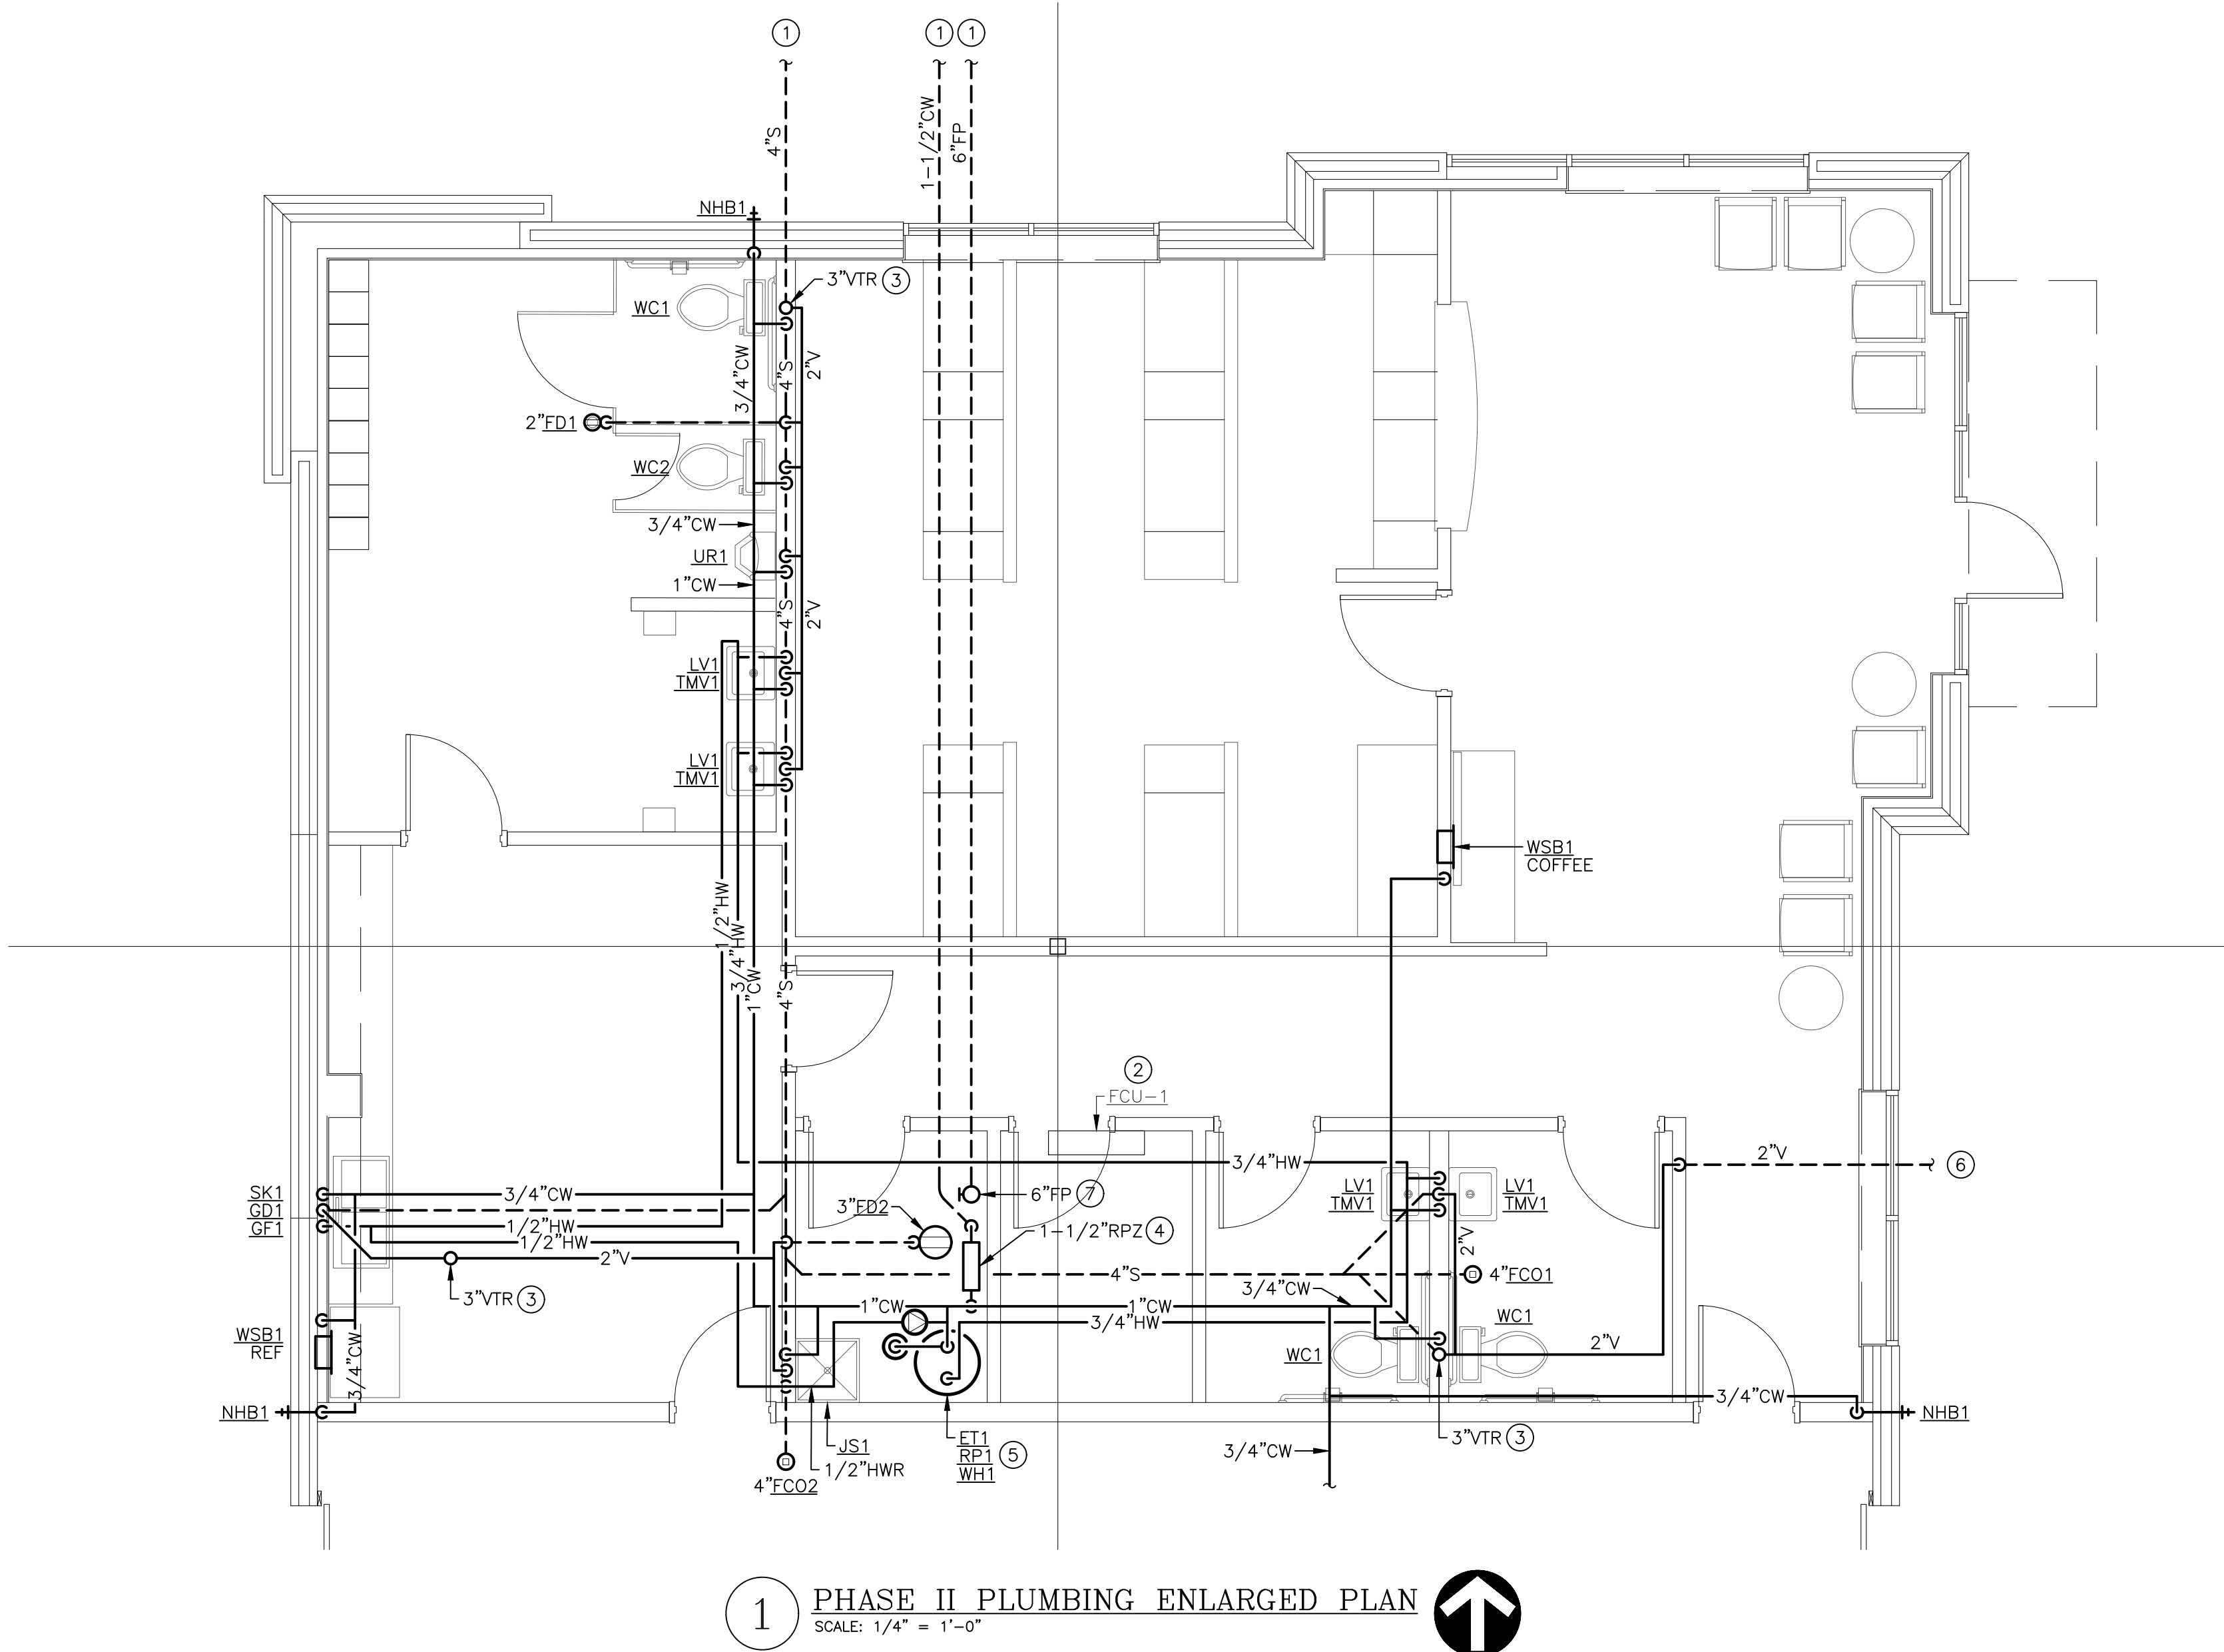 1
1
1
4"S
1-1/2"CW
6"FP
NHB1
3"VTR 3
WC1
3/4"CW
4"S
2"V
2"FD1
WC2
3/4"CW
UR1
1"CW
4"S
2"V
LV1
TMV1
LV1
TMV1
WSB1
COFFEE
1/2"HW
3/4"HW
1"CW
4"S
2
FCU-1
3/4"HW
2"V
6
SK1
GD1
GF1
3/4"CW
1/2"HW
1/2"HW
2"V
3"VTR 3
3"FD2
6"FP 7
1-1/2"RPZ 4
LV1
TMV1
LV1
TMV1
2"V
4"S
4"FCO1
3/4"CW
1"CW
1"CW
3/4"HW
WC1
WC1
2"V
WSB1
REF
3/4"CW
3/4"CW
NHB1
NHB1
JS1
1/2"HWR
4"FCO2
ET1
RP1
WH1
5
3/4"CW
3"VTR 3
1
PHASE II PLUMBING ENLARGED PLAN
SCALE: 1/4" = 1'-0"